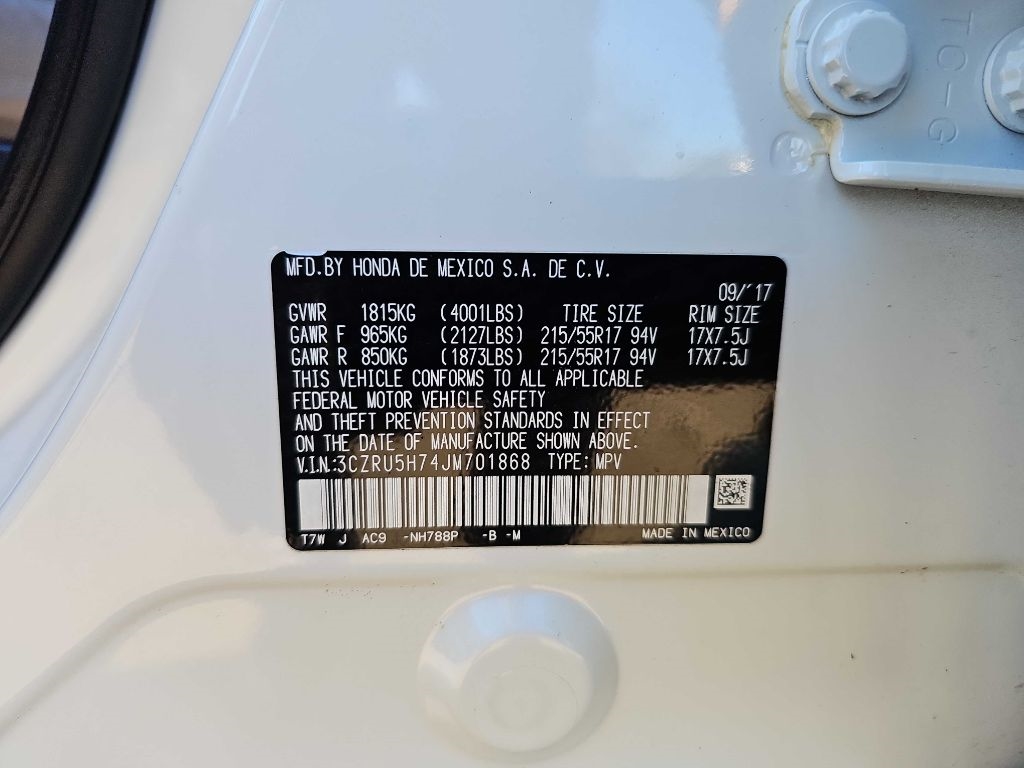 TO-G
MFD.BY HONDA DE MEXICO S.A. DE C.V.
09/'17
GVWR 1815KG (4001LBS) TIRE SIZE RIM SIZE
GAWR F 965KG (2127LBS) 215/55R17 94V 17X7.5J
GAWR R 850KG (1873LBS) 215/55R17 94V 17X7.5J
THIS VEHICLE CONFORMS TO ALL APPLICABLE
FEDERAL MOTOR VEHICLE SAFETY
AND THEFT PREVENTION STANDARDS IN EFFECT
ON THE DATE OF MANUFACTURE SHOWN ABOVE.
V.I.N.:3CZRU5H74JM701868 TYPE: MPV
T7W J AC9 -NH788P -B -M MADE IN MEXICO